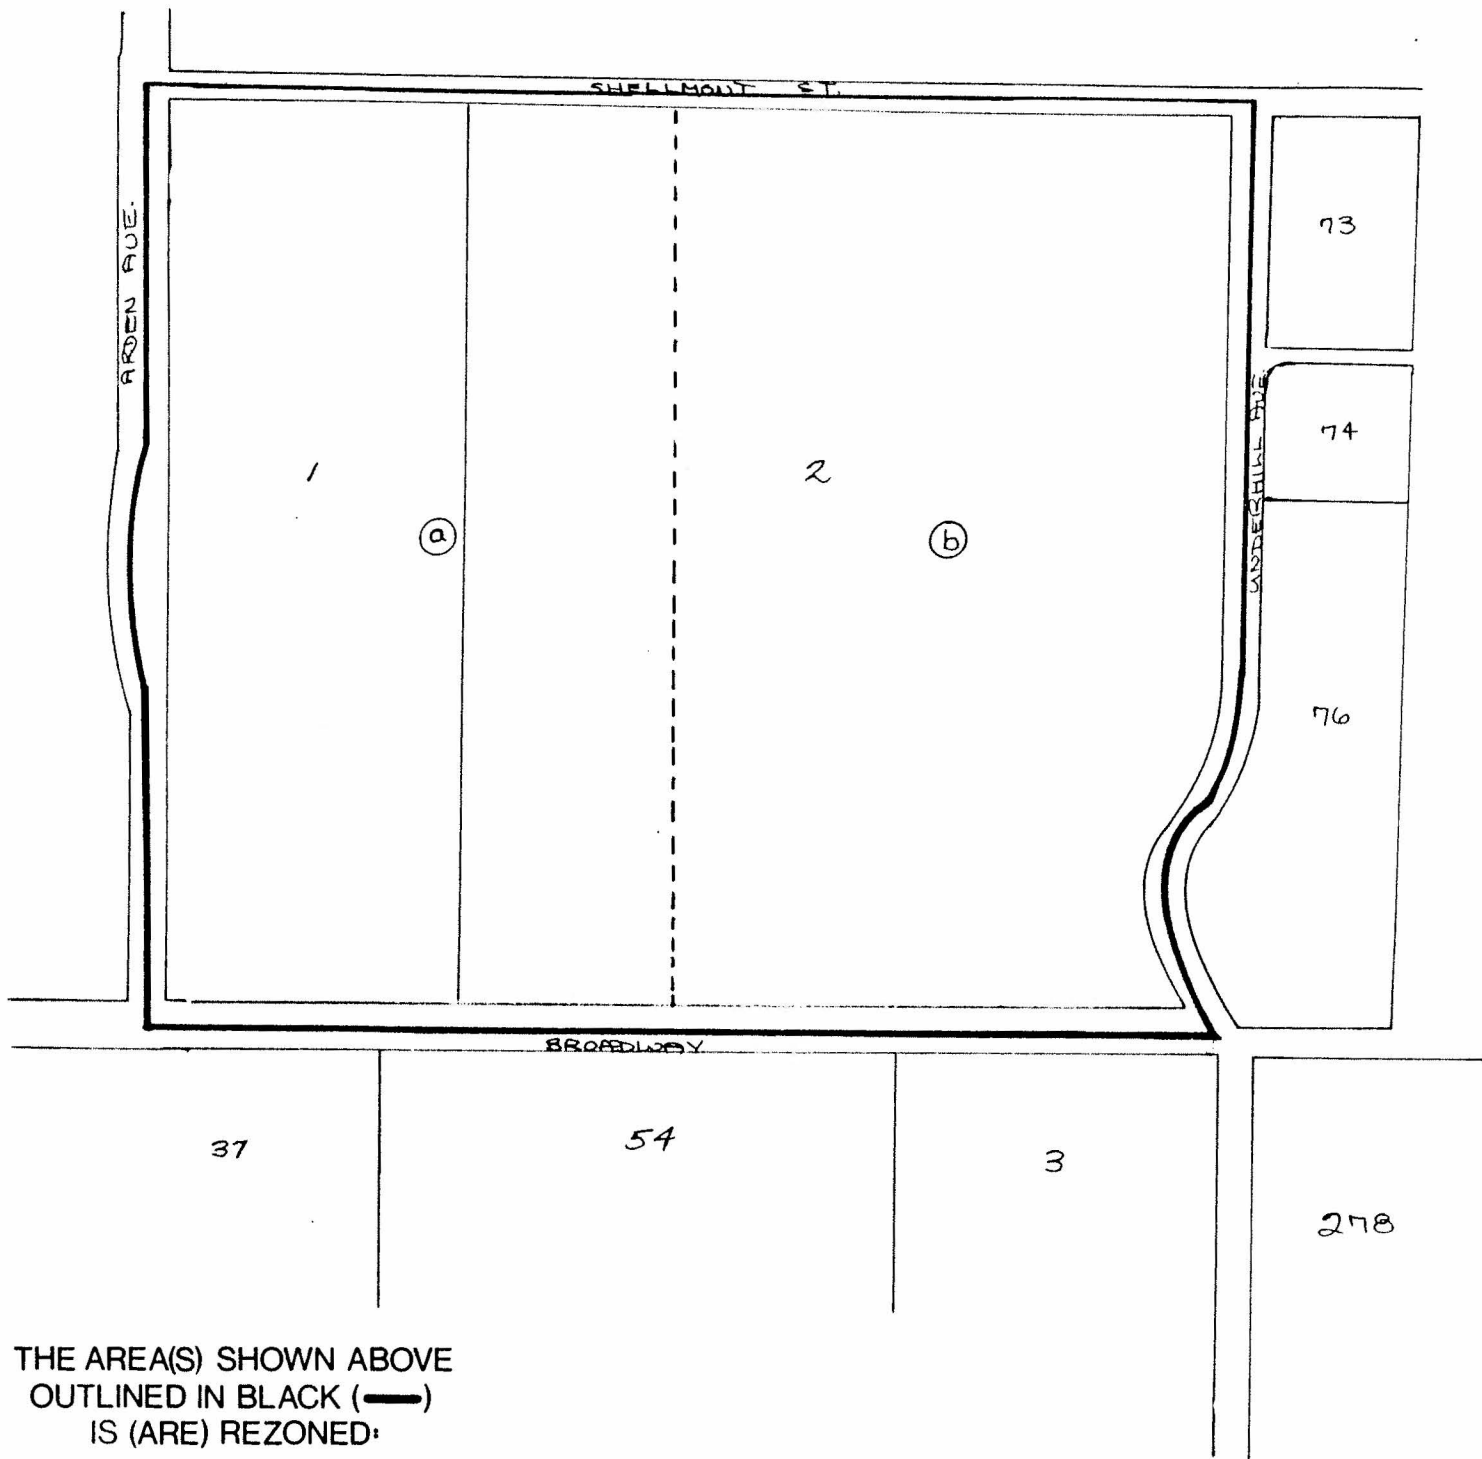 SHELLMONT ST.
ARDEN AVE.
73
UNDERHILL AVE.
74
1
2
a
b
76
BROADWAY
37
54
3
278
THE AREA(S) SHOWN ABOVE
OUTLINED IN BLACK ( )
IS (ARE) REZONED: